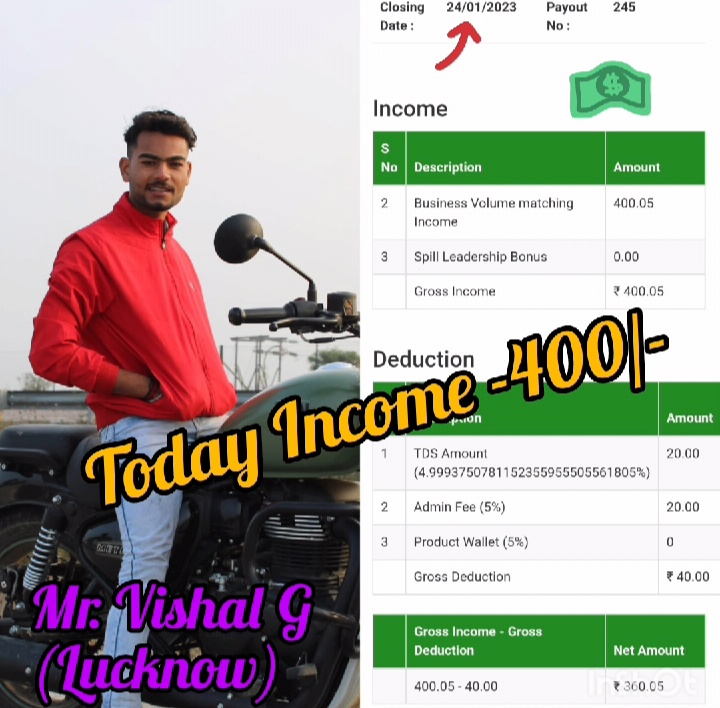 Closing Date :
24/01/2023
Payout No :
245
Income
S No Description Amount
2 Business Volume matching Income 400.05
3 Spill Leadership Bonus 0.00
Gross Income ₹ 400.05
Deduction
Amount
1 TDS Amount (4.99937507811523559555055618​05%) 20.00
2 Admin Fee (5%) 20.00
3 Product Wallet (5%) 0
Gross Deduction ₹ 40.00
Gross Income - Gross Deduction Net Amount
400.05 - 40.00 ₹ 360.05
Today Income -400/-
Mr. Vishal G
(Lucknow)